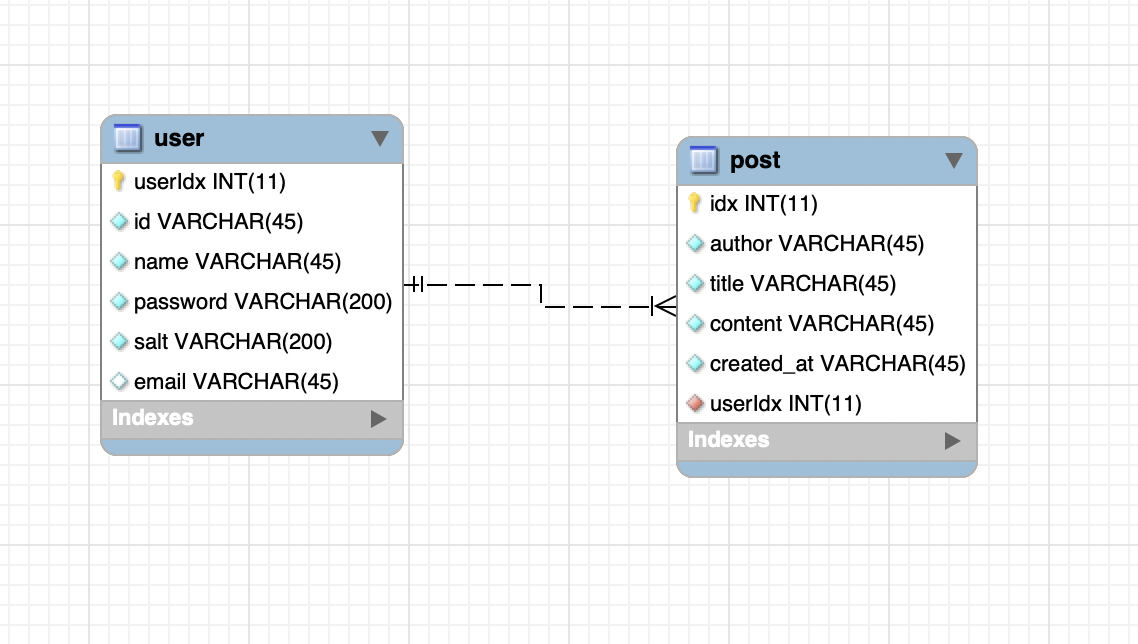 user
userIdx INT(11)
id VARCHAR(45)
name VARCHAR(45)
password VARCHAR(200)
salt VARCHAR(200)
email VARCHAR(45)
Indexes
post
idx INT(11)
author VARCHAR(45)
title VARCHAR(45)
content VARCHAR(45)
created_at VARCHAR(45)
userIdx INT(11)
Indexes